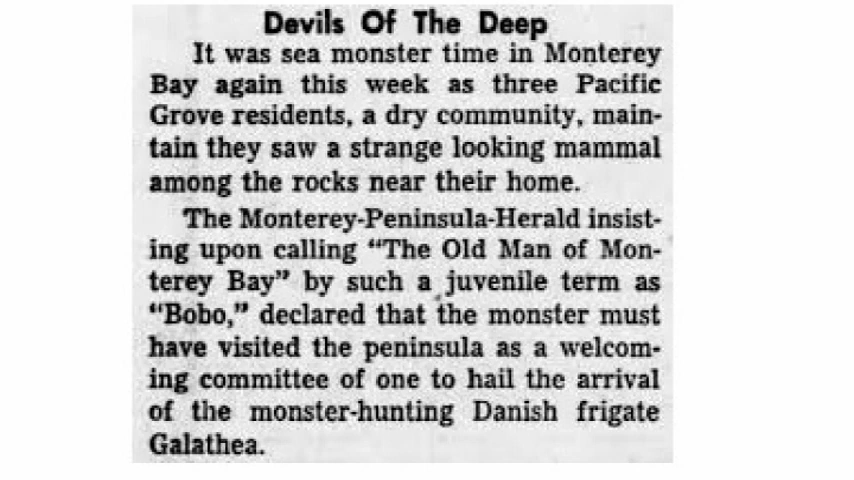 Devils Of The Deep
It was sea monster time in Monterey
Bay again this week as three Pacific
Grove residents, a dry community, main-
tain they saw a strange looking mammal
among the rocks near their home.
The Monterey-Peninsula-Herald insist-
ing upon calling "The Old Man of Mon-
terey Bay" by such a juvenile term as
"Bobo," declared that the monster must
have visited the peninsula as a welcom-
ing committee of one to hail the arrival
of the monster-hunting Danish frigate
Galathea.